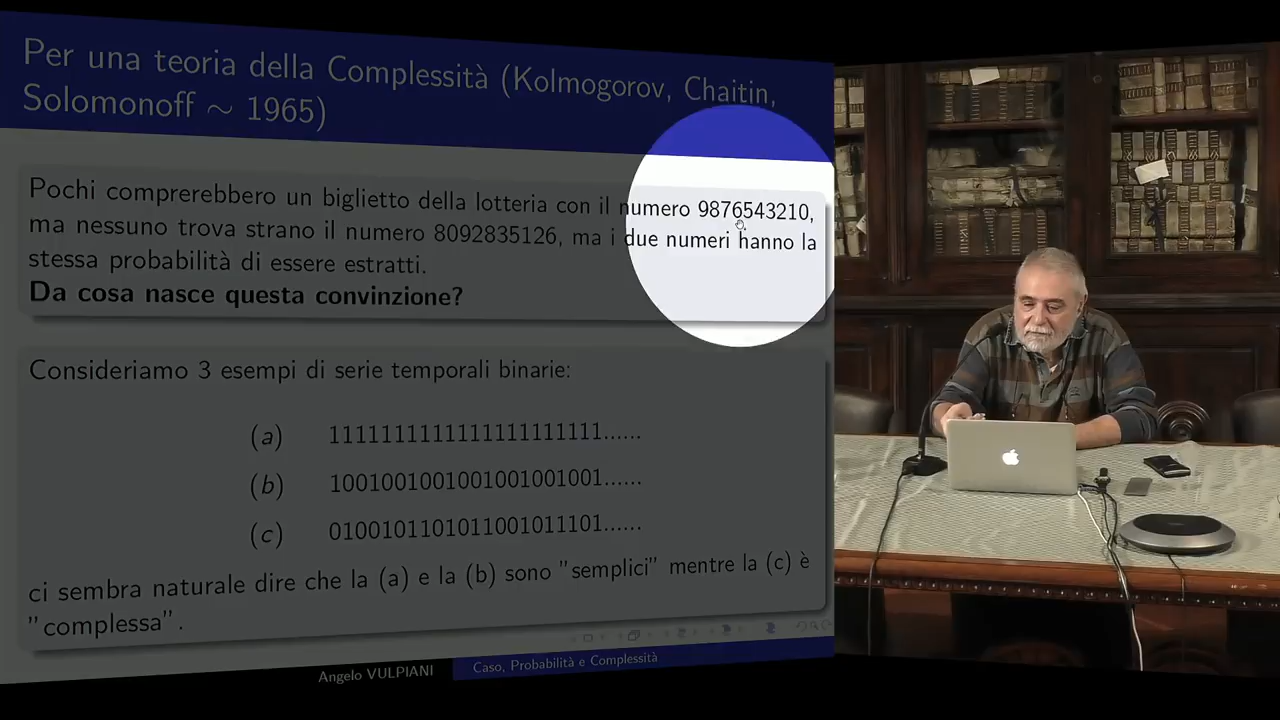 Per una teoria della Complessità (Kolmogorov, Chaitin,
Solomonoff ∼ 1965)
Pochi comprerebbero un biglietto della lotteria con il numero 9876543210,
ma nessuno trova strano il numero 8092835126, ma i due numeri hanno la
stessa probabilità di essere estratti.
Da cosa nasce questa convinzione?
Consideriamo 3 esempi di serie temporali binarie:
(a) 111111111111111111111......
(b) 1001001001001001001001......
(c) 0100101101011001011101......
ci sembra naturale dire che la (a) e la (b) sono "semplici" mentre la (c) è
"complessa".
Angelo VULPIANI Caso, Probabilità e Complessità